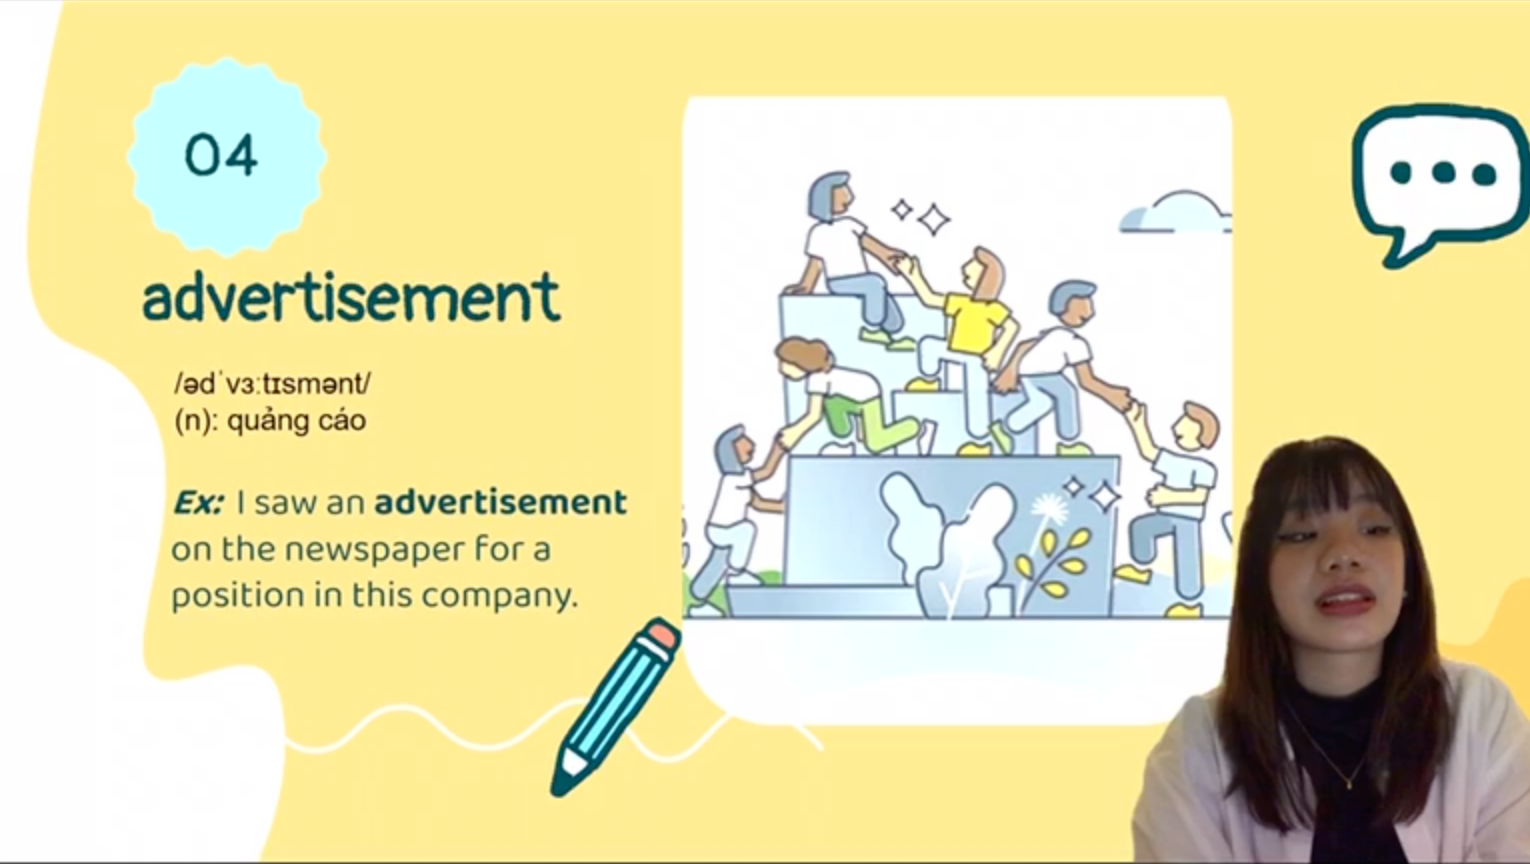 04
advertisement
/ədˈvɜːtɪsmənt/
(n): quảng cáo
Ex: I saw an advertisement
on the newspaper for a
position in this company.